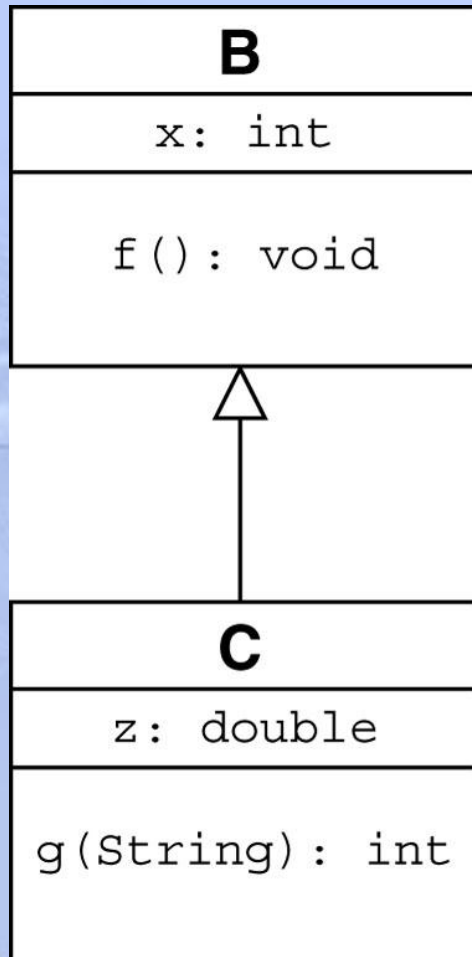 B
x: int
f(): void
C
z: double
g(String): int